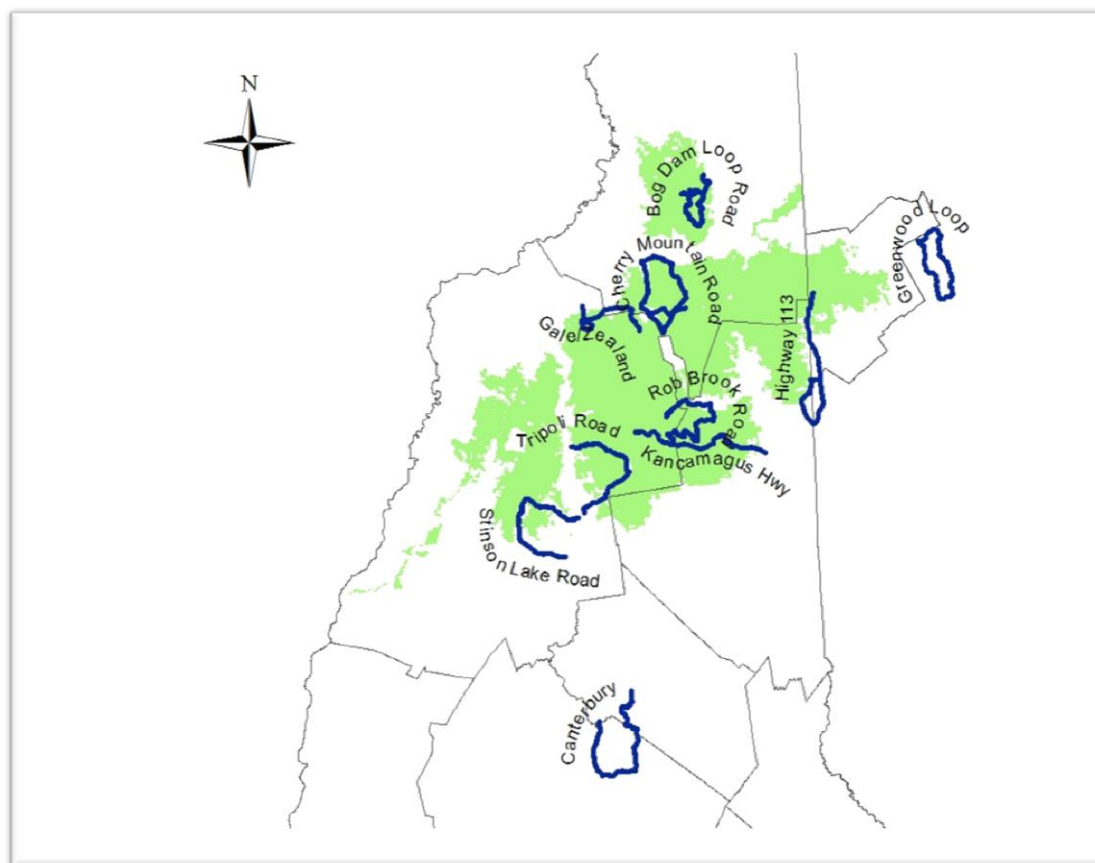 N
Bog Dam Loop Road
Greenwood Loop
Cherry Mountain Road
Highway 113
Gale/Zealand
Rob Brook Road
Tripoli Road
Kancamagus Hwy
Stinson Lake Road
Canterbury